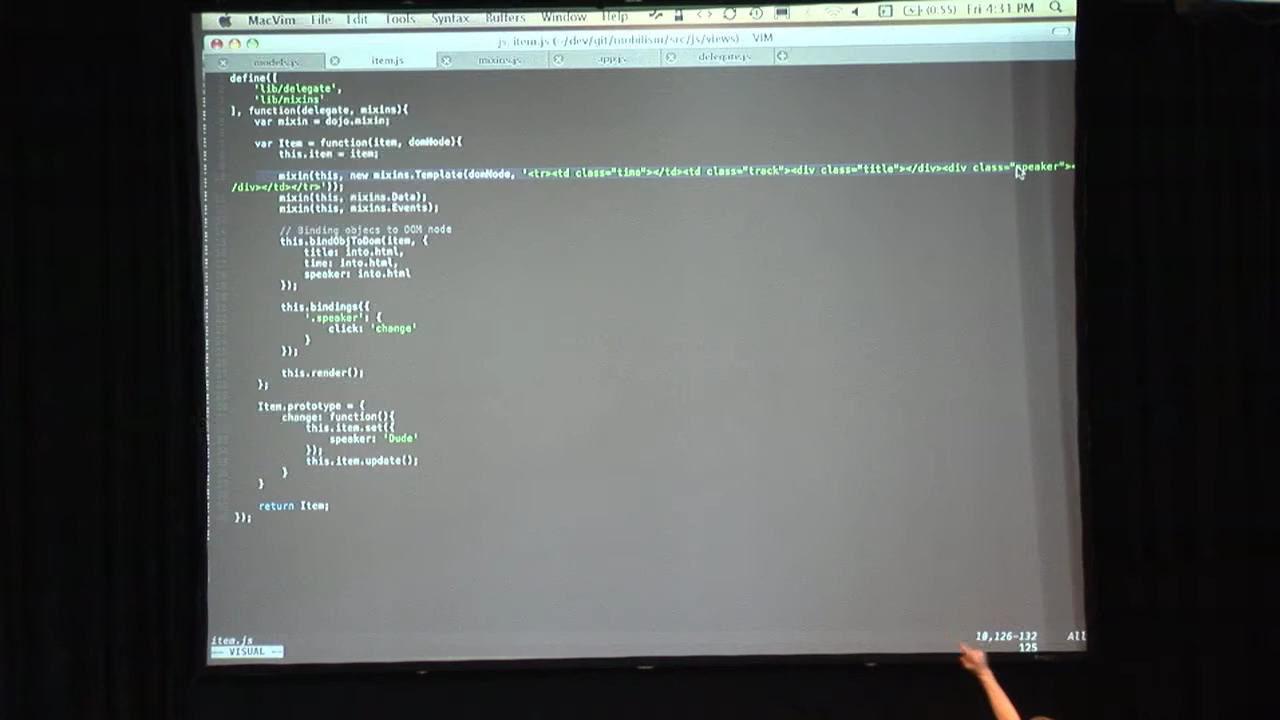 MacVim File Edit Tools Syntax Buffers Window Help (0:55) Fri 4:31 PM
item.js (~/dev/git/mobilism/src/js/views) - VIM
models.js item.js mixins.js app.js delegate.js
define([
'lib/delegate',
'lib/mixins'
], function(delegate, mixins){
var mixin = dojo.mixin;
var Item = function(item, domNode){
this.item = item;
mixin(this, new mixins.Template(domNode, '<tr><td class="time"></td><td class="track"><div class="title"></div><div class="speaker"><
/div></td></tr>'));
mixin(this, mixins.Data);
mixin(this, mixins.Events);
// Binding objecs to DOM node
this.bindObjToDom(item, {
title: into.html,
time: into.html,
speaker: into.html
});
this.bindings({
'.speaker': {
click: 'change'
}
});
this.render();
};
Item.prototype = {
change: function(){
this.item.set({
speaker: 'Dude'
});
this.item.update();
}
}
return Item;
});
item.js 10,126-132 All
-- VISUAL -- 125